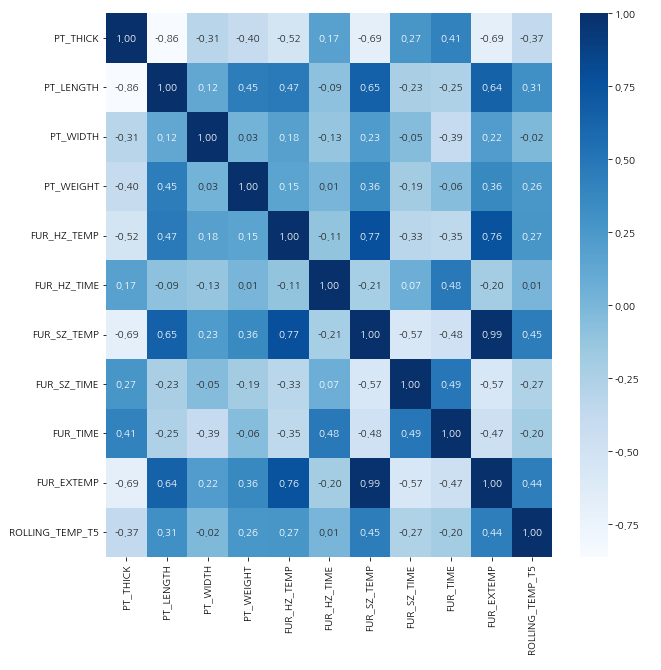 PT_THICK 1,00 -0,86 -0,31 -0,40 -0,52 0,17 -0,69 0,27 0,41 -0,69 -0,37
PT_LENGTH -0,86 1,00 0,12 0,45 0,47 -0,09 0,65 -0,23 -0,25 0,64 0,31
PT_WIDTH -0,31 0,12 1,00 0,03 0,18 -0,13 0,23 -0,05 -0,39 0,22 -0,02
PT_WEIGHT -0,40 0,45 0,03 1,00 0,15 0,01 0,36 -0,19 -0,06 0,36 0,26
FUR_HZ_TEMP -0,52 0,47 0,18 0,15 1,00 -0,11 0,77 -0,33 -0,35 0,76 0,27
FUR_HZ_TIME 0,17 -0,09 -0,13 0,01 -0,11 1,00 -0,21 0,07 0,48 -0,20 0,01
FUR_SZ_TEMP -0,69 0,65 0,23 0,36 0,77 -0,21 1,00 -0,57 -0,48 0,99 0,45
FUR_SZ_TIME 0,27 -0,23 -0,05 -0,19 -0,33 0,07 -0,57 1,00 0,49 -0,57 -0,27
FUR_TIME 0,41 -0,25 -0,39 -0,06 -0,35 0,48 -0,48 0,49 1,00 -0,47 -0,20
FUR_EXTEMP -0,69 0,64 0,22 0,36 0,76 -0,20 0,99 -0,57 -0,47 1,00 0,44
ROLLING_TEMP_T5 -0,37 0,31 -0,02 0,26 0,27 0,01 0,45 -0,27 -0,20 0,44 1,00
PT_THICK
PT_LENGTH
PT_WIDTH
PT_WEIGHT
FUR_HZ_TEMP
FUR_HZ_TIME
FUR_SZ_TEMP
FUR_SZ_TIME
FUR_TIME
FUR_EXTEMP
ROLLING_TEMP_T5
1,00
0,75
0,50
0,25
0,00
-0,25
-0,50
-0,75